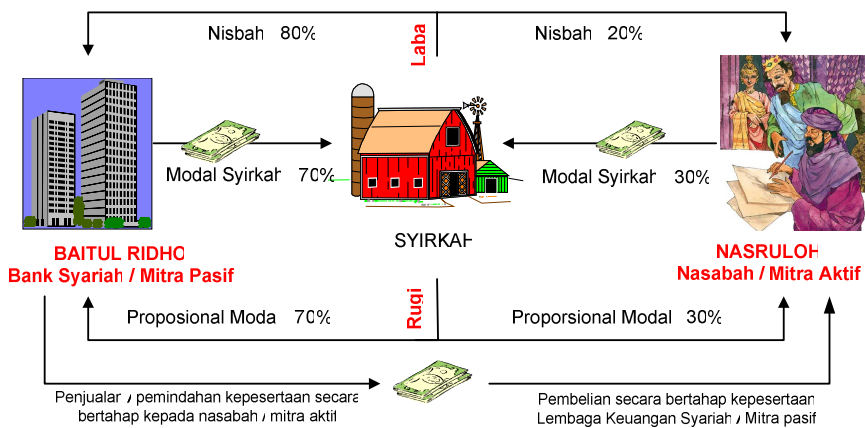 Nisbah 80%
Laba
Nisbah 20%
Modal Syirkah 70%
Modal Syirkah 30%
SYIRKAH
BAITUL RIDHO
Bank Syariah / Mitra Pasif
NASRULOH
Nasabah / Mitra Aktif
Proposional Moda 70%
Rugi
Proporsional Modal 30%
Penjualan / pemindahan kepesertaan secara
bertahap kepada nasabah / mitra aktif
Pembelian secara bertahap kepesertaan
Lembaga Keuangan Syariah / Mitra pasif